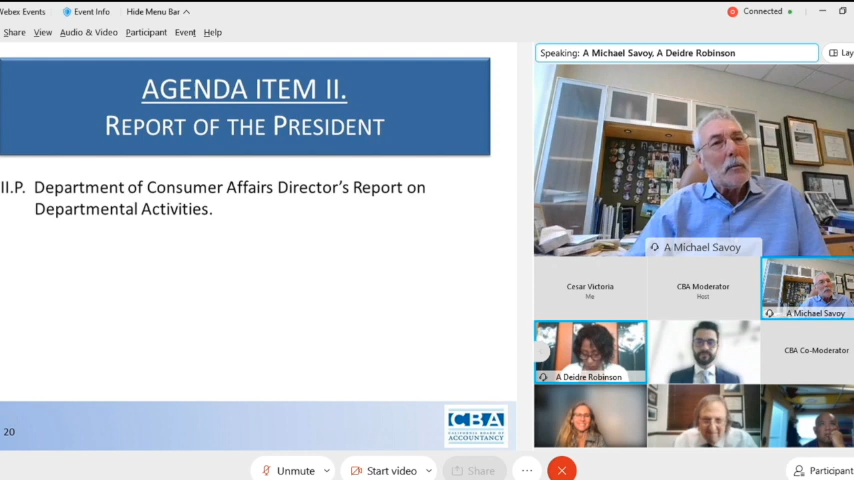 Webex Events
Event Info
Hide Menu Bar
Connected
Share View Audio & Video Participant Event Help
Speaking: A Michael Savoy, A Deidre Robinson
Lay
AGENDA ITEM II.
REPORT OF THE PRESIDENT
II.P. Department of Consumer Affairs Director's Report on
Departmental Activities.
A Michael Savoy
Cesar Victoria
Me
CBA Moderator
Host
A Michael Savoy
A Deidre Robinson
CBA Co-Moderator
20
CBA
CALIFORNIA BOARD OF
ACCOUNTANCY
Unmute
Start video
Share
Participant